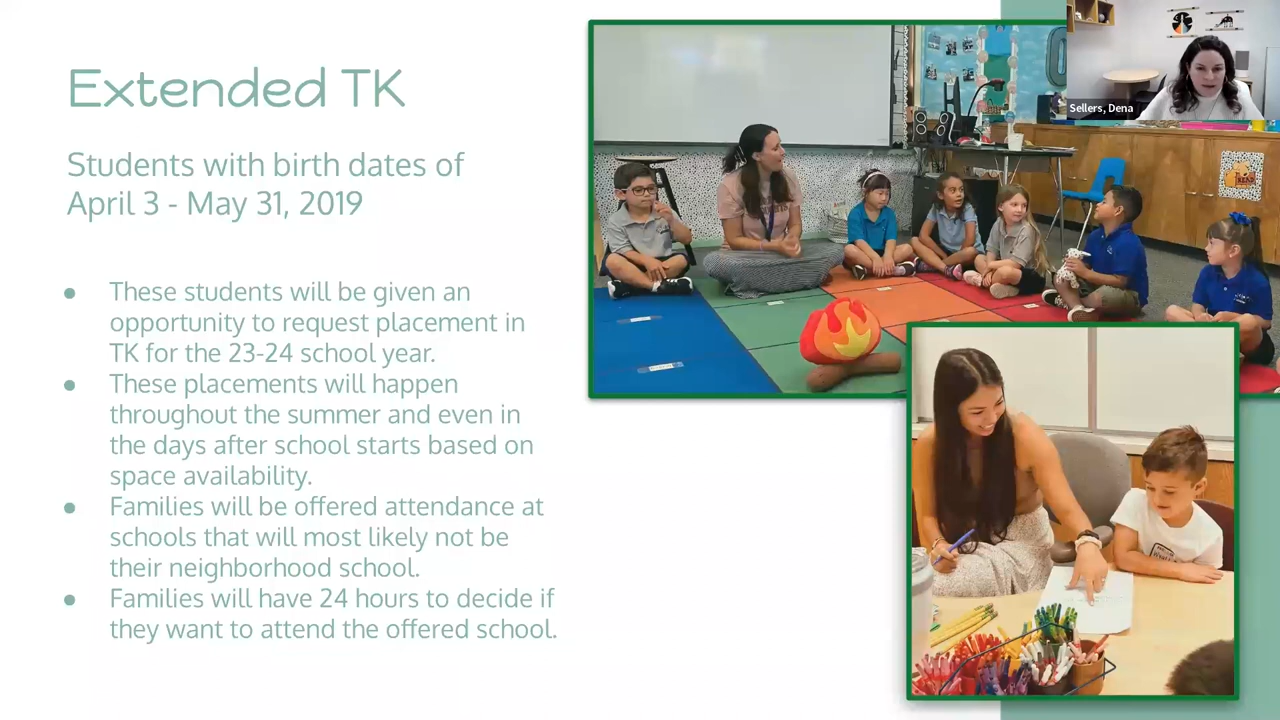 Extended TK
Students with birth dates of
April 3 - May 31, 2019
● These students will be given an
opportunity to request placement in
TK for the 23-24 school year.
● These placements will happen
throughout the summer and even in
the days after school starts based on
space availability.
● Families will be offered attendance at
schools that will most likely not be
their neighborhood school.
● Families will have 24 hours to decide if
they want to attend the offered school.
Sellers, Dena